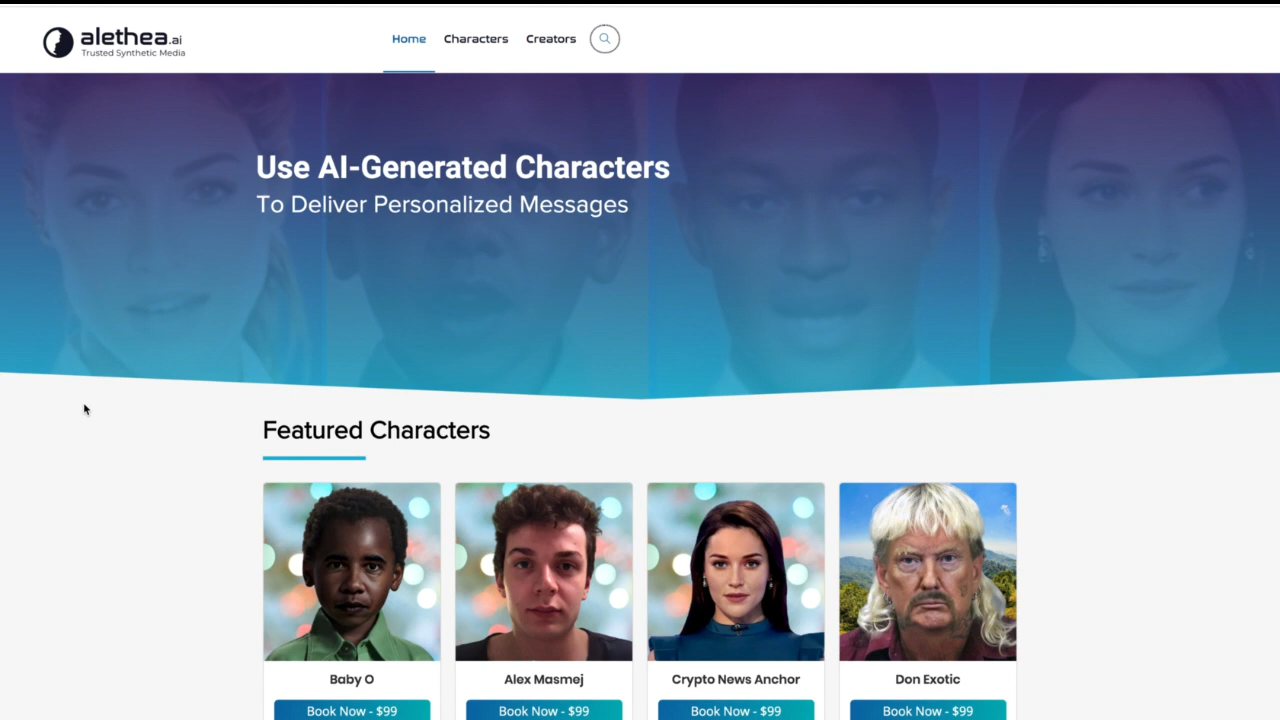 alethea.ai
Trusted Synthetic Media
Home Characters Creators
Use AI-Generated Characters
To Deliver Personalized Messages
Featured Characters
Baby O Alex Masmej Crypto News Anchor Don Exotic
Book Now - $99 Book Now - $99 Book Now - $99 Book Now - $99